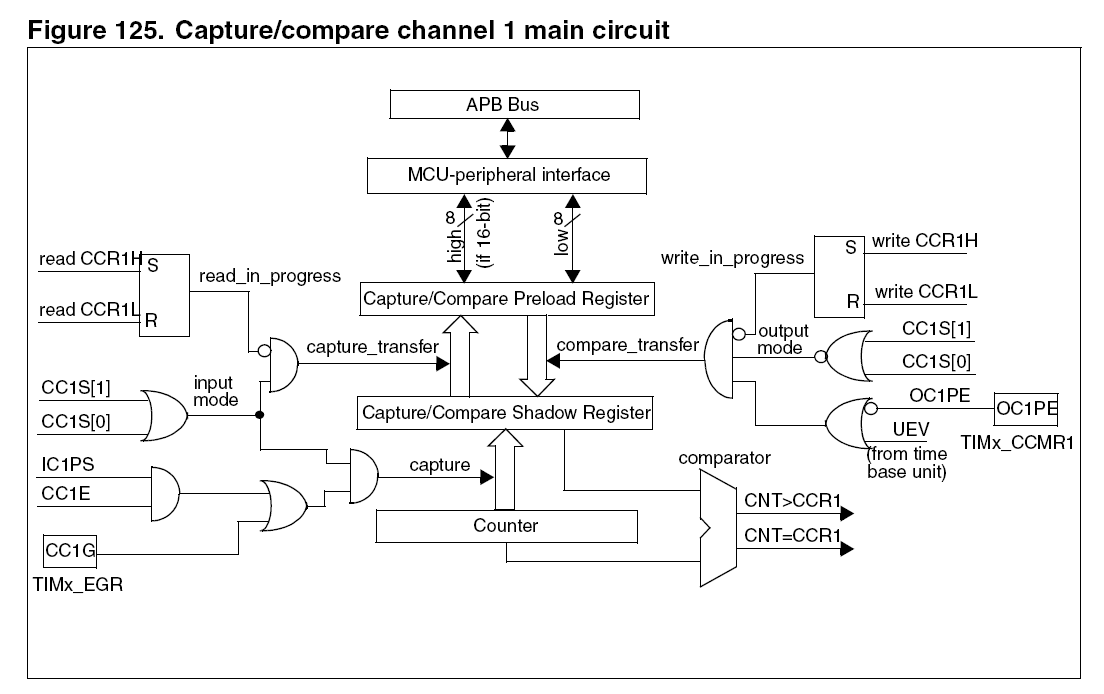 Figure 125. Capture/compare channel 1 main circuit
APB Bus
MCU-peripheral interface
8
high
(if 16-bit)
8
low
read CCR1H
S
read_in_progress
read CCR1L
R
write_in_progress
S
write CCR1H
R
write CCR1L
Capture/Compare Preload Register
capture_transfer
compare_transfer
output
mode
CC1S[1]
CC1S[0]
CC1S[1]
input
mode
CC1S[0]
Capture/Compare Shadow Register
OC1PE
OC1PE
UEV
TIMx_CCMR1
(from time
base unit)
IC1PS
CC1E
capture
comparator
CNT>CCR1
Counter
CNT=CCR1
CC1G
TIMx_EGR